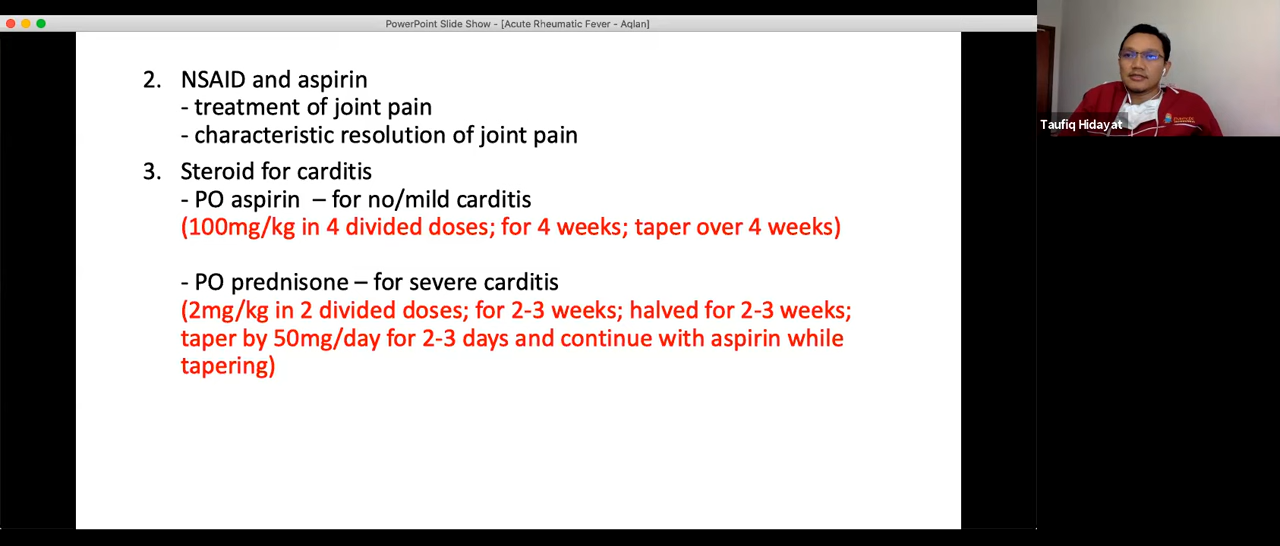 PowerPoint Slide Show - [Acute Rheumatic Fever - Aqlan]
2. NSAID and aspirin
- treatment of joint pain
- characteristic resolution of joint pain
3. Steroid for carditis
- PO aspirin – for no/mild carditis
(100mg/kg in 4 divided doses; for 4 weeks; taper over 4 weeks)
- PO prednisone – for severe carditis
(2mg/kg in 2 divided doses; for 2-3 weeks; halved for 2-3 weeks;
taper by 50mg/day for 2-3 days and continue with aspirin while
tapering)
Taufiq Hidayat